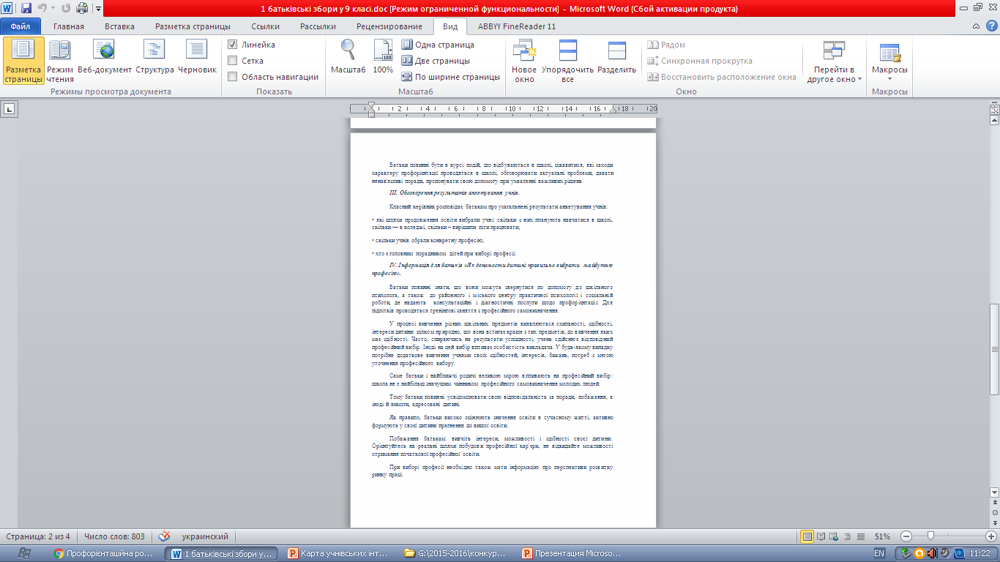 1 батьківські збори у 9 класі.doc [Режим ограниченной функциональности] - Microsoft Word (Сбой активации продукта)
Файл Главная Вставка Разметка страницы Ссылки Рассылки Рецензирование Вид ABBYY FineReader 11
Разметка страницы Режим чтения Веб-документ Структура Черновик
Режимы просмотра документа
Линейка
Сетка
Область навигации
Показать
Масштаб 100%
Одна страница
Две страницы
По ширине страницы
Масштаб
Новое окно Упорядочить все Разделить
Рядом
Синхронная прокрутка
Восстановить расположение окна
Перейти в другое окно
Окно
Макросы
Макросы
2 4 6 8 10 12 14 16 18 20
Батьки повинні бути в курсі подій, що відбуваються в школі, цікавитися, які заходи
характеру профорієнтації проводяться в школі, обговорювати актуальні проблеми, давати
ненав'язливі поради, пропонувати свою допомогу при ухваленні важливих рішень.
III. Обговорення результатів анкетування учнів.
Класний керівник розповідає батькам про узагальнені результати анкетування учнів:
• які шляхи продовження освіти вибрали учні: скільки з них планують навчатися в школі,
скільки — в коледжі, скільки – вирішили піти працювати;
• скільки учнів обрали конкретну професію;
• хто є головним порадником дітей при виборі професії.
IV. Інформація для батьків «Як допомогти дитині правильно вибрати майбутню
професію».
Батьки повинні знати, що вони можуть звернутися по допомогу до шкільного
психолога, а також до районного і міського центру практичної психології і соціальній
роботи, де надають консультаційні і діагностичні послуги щодо профорієнтації. Для
підлітків проводяться тренінгові заняття з професійного самовизначення.
У процесі вивчення різних шкільних предметів виявляються схильності, здібності,
інтереси дитини: цілком природно, що вона встигає краще з тих предметів, до вивчення яких
має здібності. Часто, спираючись на результати успішності, учень здійснює відповідний
професійний вибір. Іноді на цей вибір впливає особистість викладача. У будь-якому випадку
потрібне додаткове вивчення учнями своїх здібностей, інтересів, бажань, потреб з метою
уточнення професійного вибору.
Саме батьки і найближчі родичі великою мірою впливають на професійний вибір:
школа не є найбільш значущим чинником професійного самовизначення молодих людей.
Тому батьки повинні усвідомлювати свою відповідальність за поради, побажання, а
іноді й вимоги, адресовані дитині.
Як правило, батьки високо оцінюють значення освіти в сучасному житті, активно
формують у своєї дитини прагнення до вищої освіти.
Побажання батькам: вивчіть інтереси, можливості і здібності своєї дитини.
Орієнтуйтесь на реальні шляхи побудови професійної кар'єри, не відкидайте можливості
отримання початкової професійної освіти.
При виборі професії необхідно також мати інформацію про перспективи розвитку
ринку праці.
Страница: 2 из 4 Число слов: 803 украинский 51%
Профорієнтаційна ро... 1 батьківські збори у... Карта учнівських інт... G:\2015-2016\конкур... Презентация Microso... EN 11:22